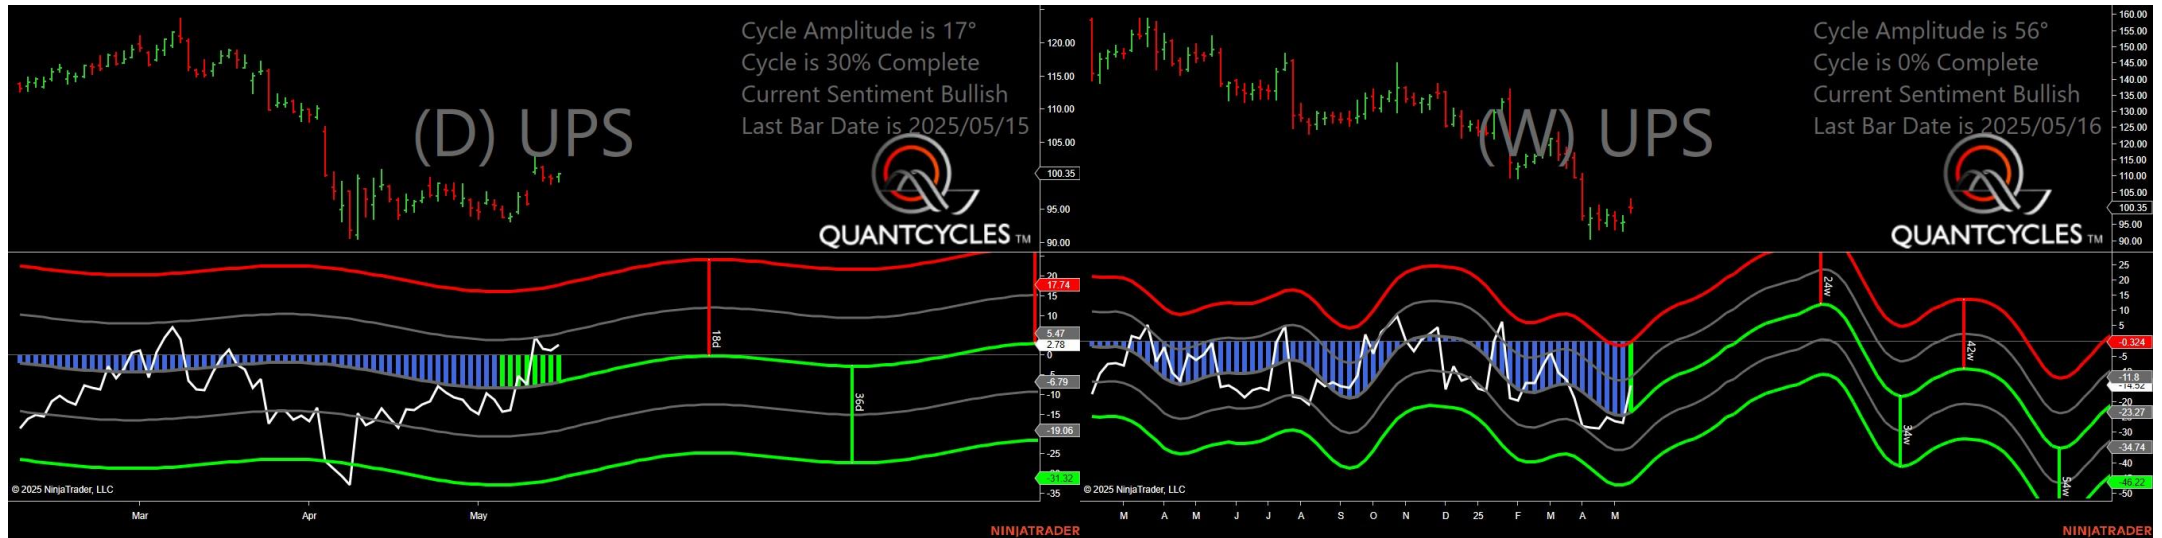 Cycle Amplitude is 17°
Cycle is 30% Complete
Current Sentiment Bullish
Last Bar Date is 2025/05/15
(D) UPS
QUANTCYCLES TM
120.00
115.00
110.00
105.00
100.35
95.00
90.00
20
17.74
15
10
5.47
2.78
0
-5
-6.79
-10
-15
-19.06
-25
-31.32
-35
18d
36d
© 2025 NinjaTrader, LLC
Mar Apr May
NINJATRADER
Cycle Amplitude is 56°
Cycle is 0% Complete
Current Sentiment Bullish
Last Bar Date is 2025/05/16
(W) UPS
QUANTCYCLES TM
160.00
155.00
150.00
145.00
140.00
135.00
130.00
125.00
120.00
115.00
110.00
105.00
100.35
95.00
90.00
25
20
15
10
5
-0.324
-5
-11.8
-14.52
-20
-23.27
-30
-34.74
-40
-46.22
-50
24w
34w
42w
54w
© 2025 NinjaTrader, LLC
M A M J J A S O N D 25 F M A M
NINJATRADER